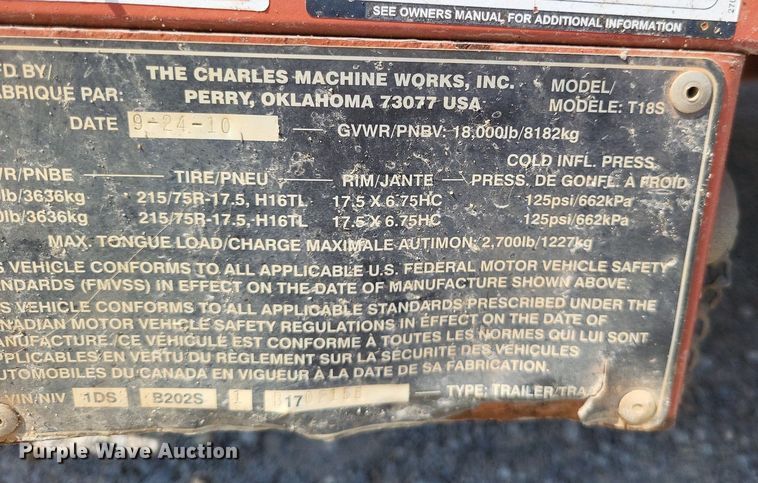 SEE OWNERS MANUAL FOR ADDITIONAL INFORMATION
FD BY/ THE CHARLES MACHINE WORKS, INC. MODEL/
ABRIQUÉ PAR: PERRY, OKLAHOMA 73077 USA MODÈLE: T18S
DATE 9-24-10 GVWR/PNBV: 18,000lb/8182kg
COLD INFL. PRESS.
R/PNBE TIRE/PNEU RIM/JANTE PRESS. DE GONFL. À FROID
lb/3636kg 215/75R-17.5, H16TL 17.5 X 6.75HC 125psi/662kPa
lb/3636kg 215/75R-17.5, H16TL 17.5 X 6.75HC 125psi/662kPa
MAX. TONGUE LOAD/CHARGE MAXIMALE AUTIMON: 2,700lb/1227kg
S VEHICLE CONFORMS TO ALL APPLICABLE U.S. FEDERAL MOTOR VEHICLE SAFETY
NDARDS (FMVSS) IN EFFECT ON THE DATE OF MANUFACTURE SHOWN ABOVE.
S VEHICLE CONFORMS TO ALL APPLICABLE STANDARDS PRESCRIBED UNDER THE
NADIAN MOTOR VEHICLE SAFETY REGULATIONS IN EFFECT ON THE DATE OF
NUFACTURE./CE VÉHICULE EST CONFORME À TOUTES LES NORMES QUI LUI SONT
PLICABLES EN VERTU DU RÈGLEMENT SUR LA SÉCURITÉ DES VÉHICULES
UTOMOBILES DU CANADA EN VIGUEUR À LA DATE DE SA FABRICATION.
VIN/NIV 1DS B202S 1 17 TYPE: TRAILER/TRA
Purple Wave Auction